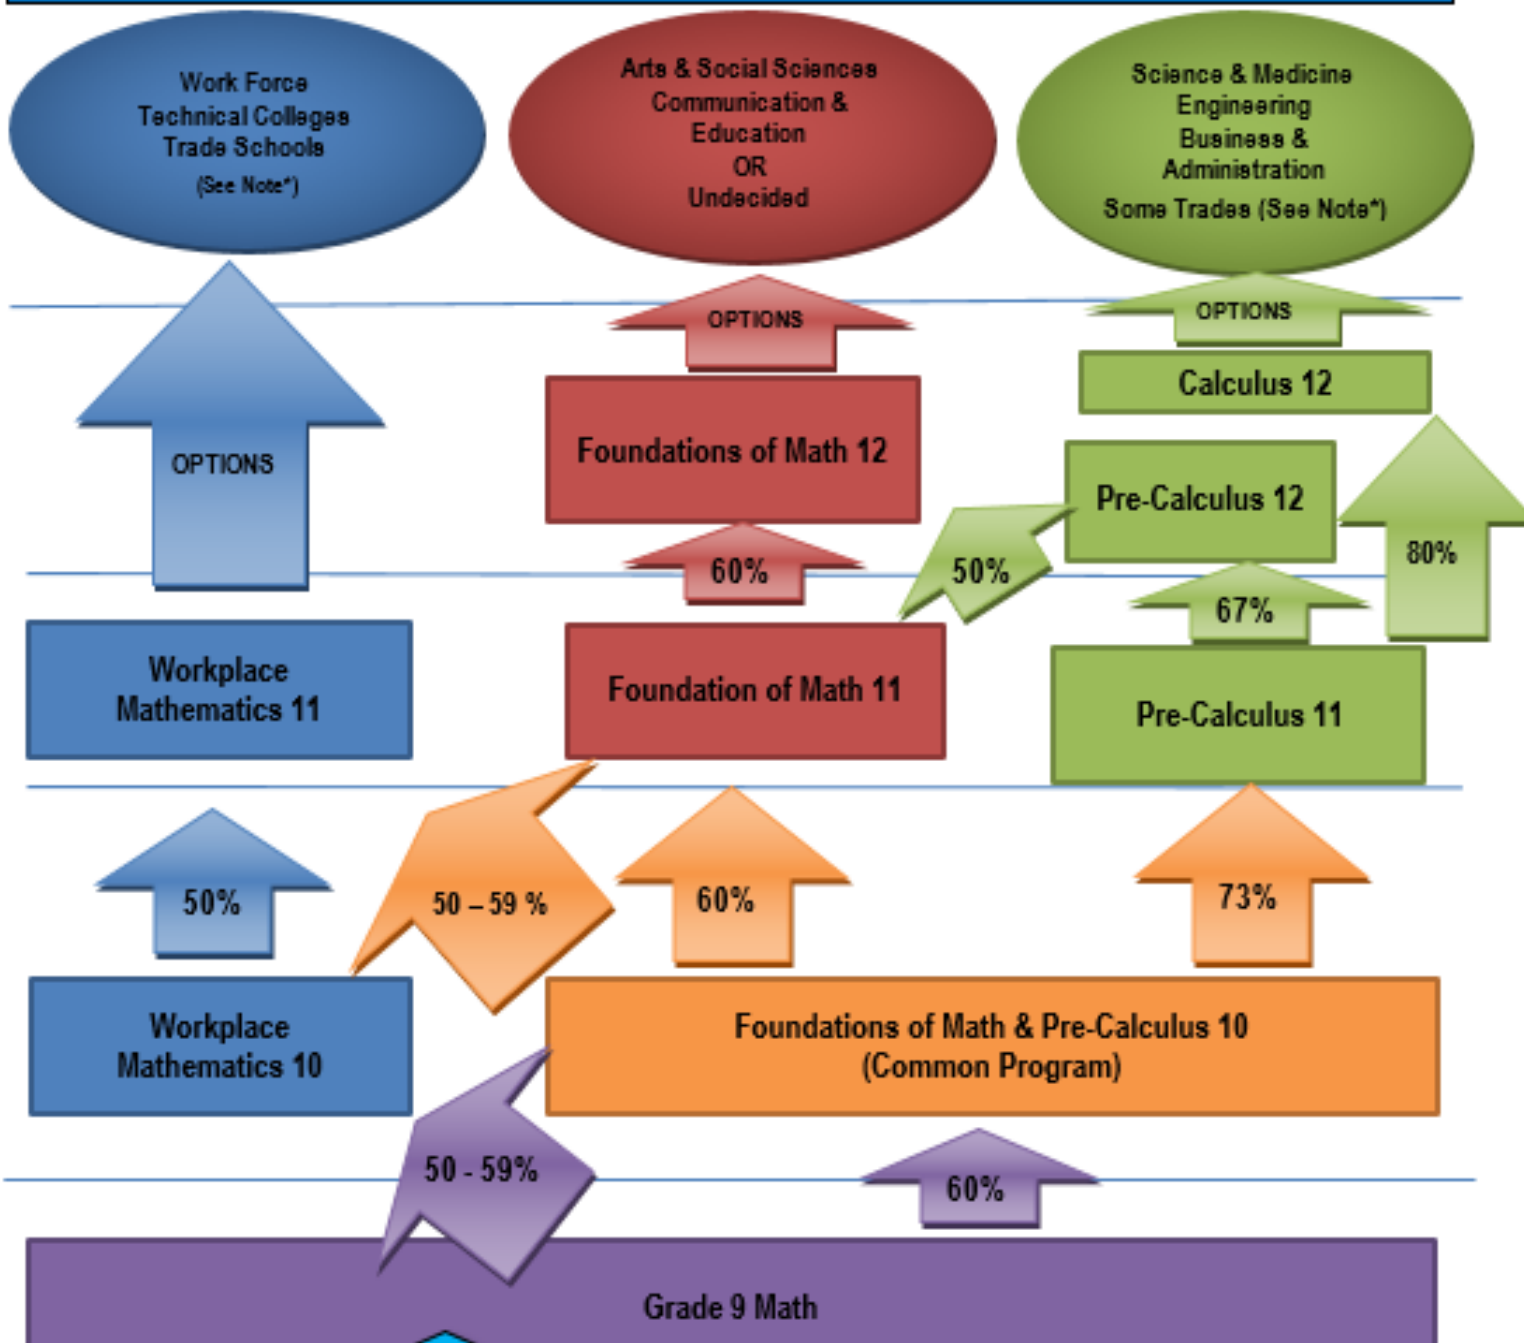 Work Force
Technical Colleges
Trade Schools
(See Note*)
Arts & Social Sciences
Communication &
Education
OR
Undecided
Science & Medicine
Engineering
Business &
Administration
Some Trades (See Note*)
OPTIONS
OPTIONS
OPTIONS
Calculus 12
Foundations of Math 12
Pre-Calculus 12
80%
60%
50%
67%
Workplace
Mathematics 11
Foundation of Math 11
Pre-Calculus 11
50%
50 – 59 %
60%
73%
Workplace
Mathematics 10
Foundations of Math & Pre-Calculus 10
(Common Program)
50 - 59%
60%
Grade 9 Math